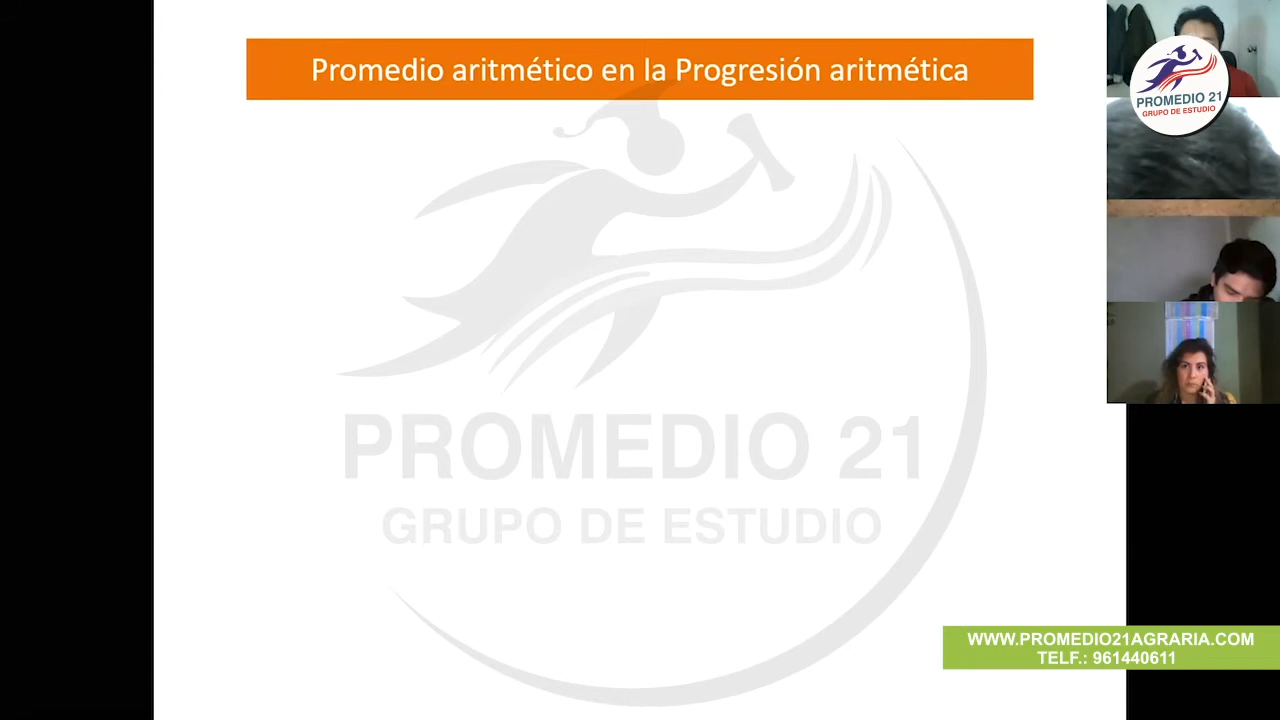 Promedio aritmético en la Progresión aritmética
PROMEDIO 21
GRUPO DE ESTUDIO
PROMEDIO 21
GRUPO DE ESTUDIO
WWW.PROMEDIO21AGRARIA.COM
TELF.: 961440611